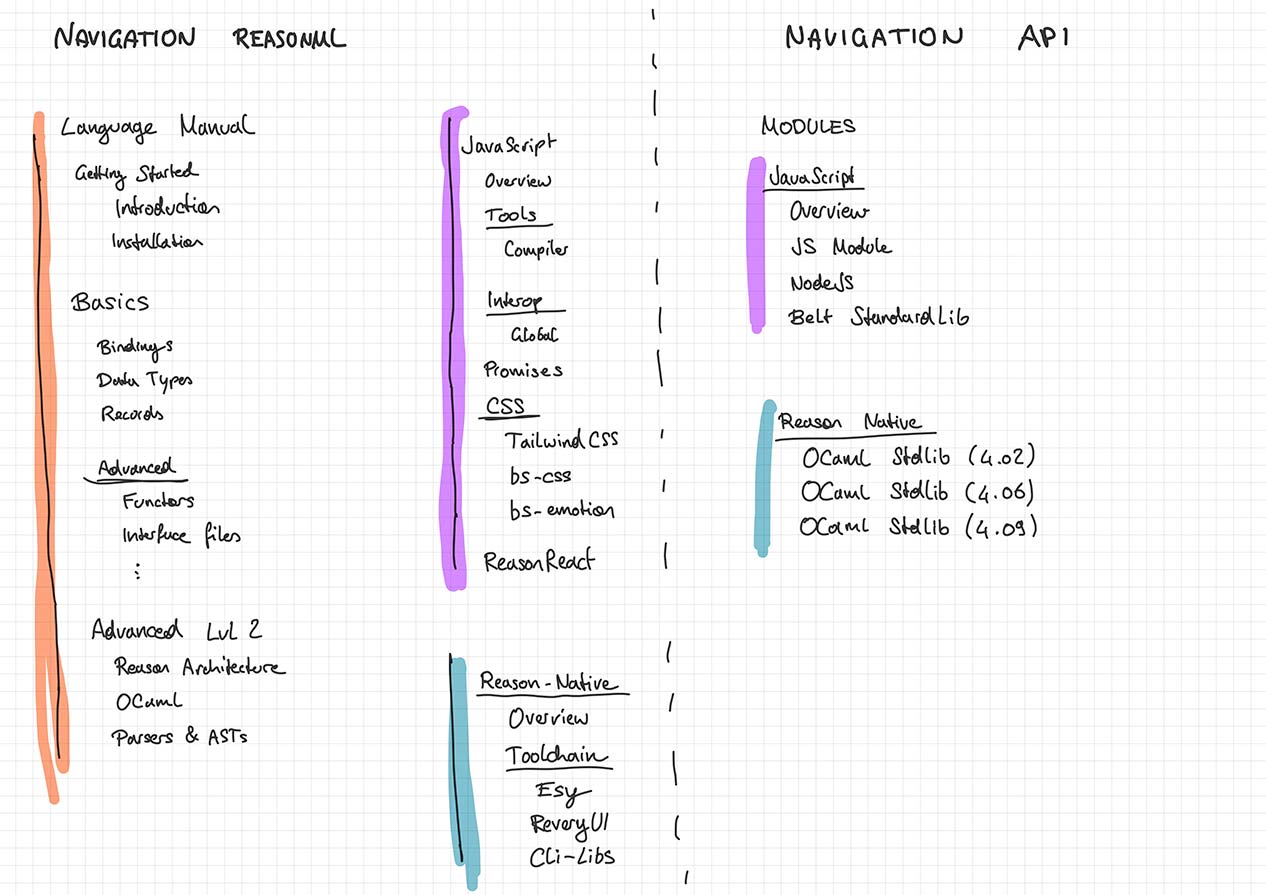 NAVIGATION REASONML
Language Manual
Getting Started
Introduction
Installation
Basics
Bindings
Data Types
Records
Advanced
Functors
Interface files
⋮
Advanced Lvl 2
Reason Architecture
OCaml
Parsers & ASTs
JavaScript
Overview
Tools
Compiler
Interop
Global
Promises
CSS
Tailwind CSS
bs-css
bs-emotion
ReasonReact
Reason-Native
Overview
Toolchain
Esy
ReveryUI
Cli-Libs
NAVIGATION API
MODULES
JavaScript
Overview
JS Module
NodeJS
Belt StandardLib
Reason Native
OCaml Stdlib (4.02)
OCaml Stdlib (4.06)
OCaml Stdlib (4.09)